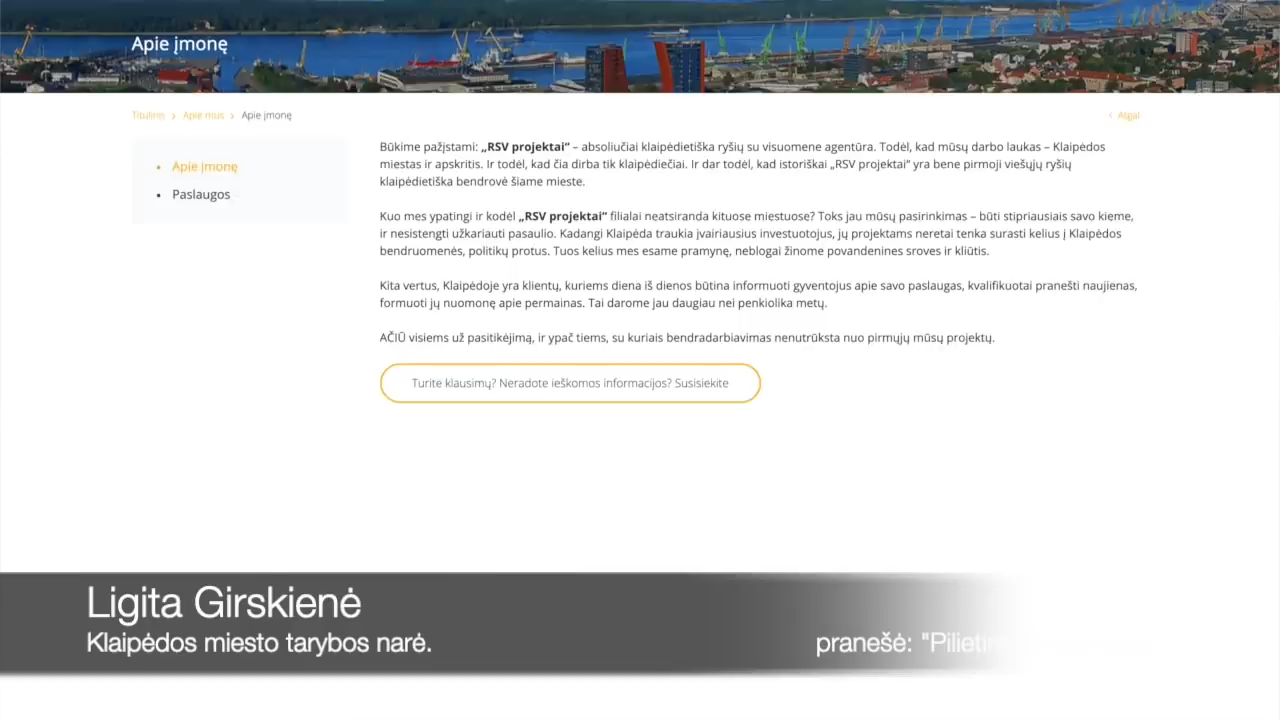 Apie įmonę
Titulinis › Apie mus › Apie įmonę
‹ Atgal
• Apie įmonę
• Paslaugos
Būkime pažįstami: „RSV projektai“ – absoliučiai klaipėdietiška ryšių su visuomene agentūra. Todėl, kad mūsų darbo laukas – Klaipėdos
miestas ir apskritis. Ir todėl, kad čia dirba tik klaipėdiečiai. Ir dar todėl, kad istoriškai „RSV projektai“ yra bene pirmoji viešųjų ryšių
klaipėdietiška bendrovė šiame mieste.
Kuo mes ypatingi ir kodėl „RSV projektai“ filialai neatsiranda kituose miestuose? Toks jau mūsų pasirinkimas – būti stipriausiais savo kieme,
ir nesistengti užkariauti pasaulio. Kadangi Klaipėda traukia įvairiausius investuotojus, jų projektams neretai tenka surasti kelius į Klaipėdos
bendruomenės, politikų protus. Tuos kelius mes esame pramynę, neblogai žinome povandenines sroves ir kliūtis.
Kita vertus, Klaipėdoje yra klientų, kuriems diena iš dienos būtina informuoti gyventojus apie savo paslaugas, kvalifikuotai pranešti naujienas,
formuoti jų nuomonę apie permainas. Tai darome jau daugiau nei penkiolika metų.
AČIŪ visiems už pasitikėjimą, ir ypač tiems, su kuriais bendradarbiavimas nenutrūksta nuo pirmųjų mūsų projektų.
Turite klausimų? Neradote ieškomos informacijos? Susisiekite
Ligita Girskienė
Klaipėdos miesto tarybos narė.
pranešė: "Pilietin